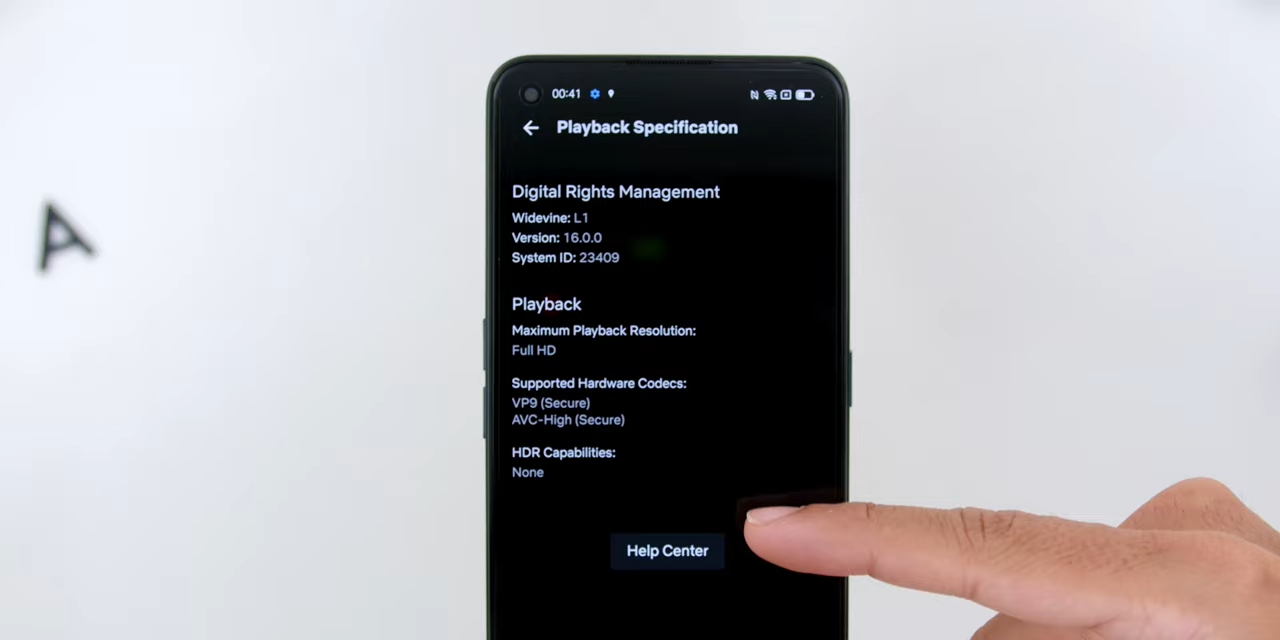 A
00:41
Playback Specification
Digital Rights Management
Widevine: L1
Version: 16.0.0
System ID: 23409
Playback
Maximum Playback Resolution:
Full HD
Supported Hardware Codecs:
VP9 (Secure)
AVC-High (Secure)
HDR Capabilities:
None
Help Center